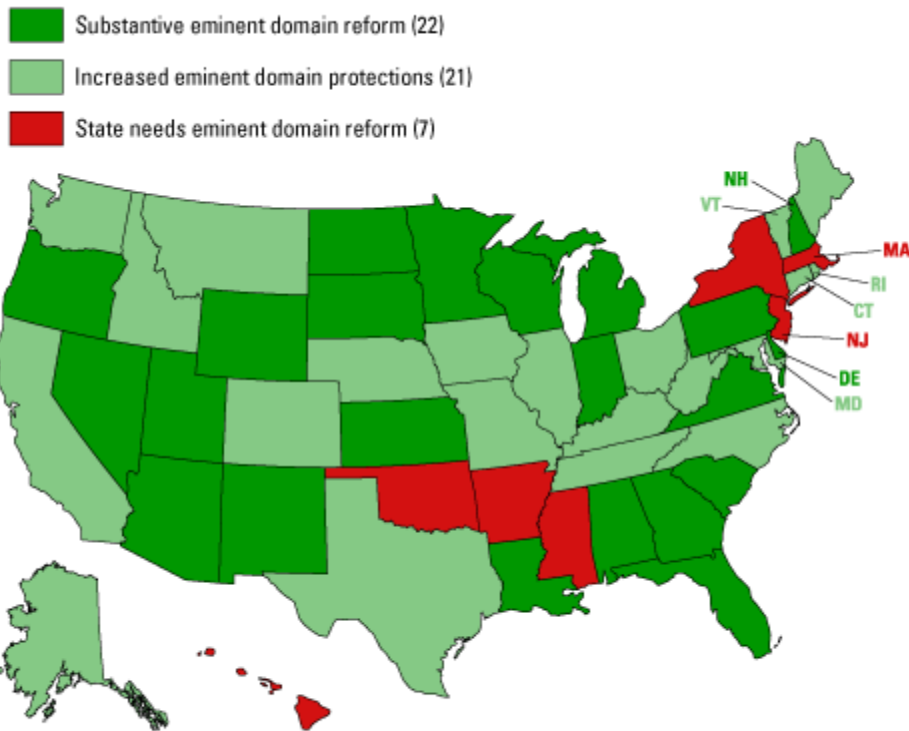 Substantive eminent domain reform (22)
Increased eminent domain protections (21)
State needs eminent domain reform (7)
NH
VT
MA
RI
CT
NJ
DE
MD